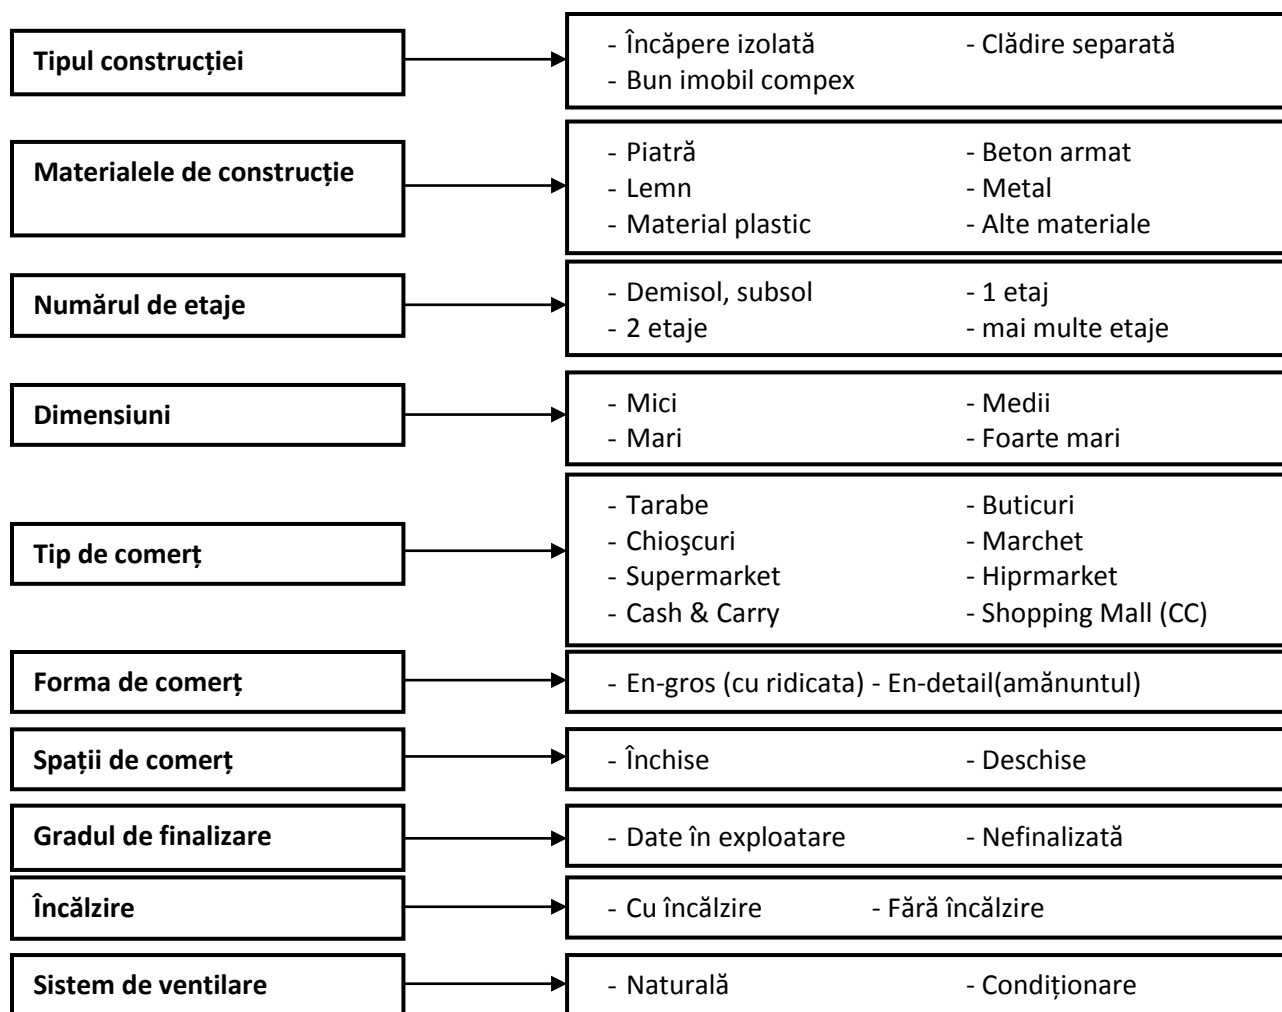 Tipul construcției
- Încăpere izolată - Clădire separată
- Bun imobil compex
Materialele de construcție
- Piatră - Beton armat
- Lemn - Metal
- Material plastic - Alte materiale
Numărul de etaje
- Demisol, subsol - 1 etaj
- 2 etaje - mai multe etaje
Dimensiuni
- Mici - Medii
- Mari - Foarte mari
Tip de comerț
- Tarabe - Buticuri
- Chioşcuri - Marchet
- Supermarket - Hiprmarket
- Cash & Carry - Shopping Mall (CC)
Forma de comerț
- En-gros (cu ridicata) - En-detail(amănuntul)
Spații de comerț
- Închise - Deschise
Gradul de finalizare
- Date în exploatare - Nefinalizată
Încălzire
- Cu încălzire - Fără încălzire
Sistem de ventilare
- Naturală - Condiționare